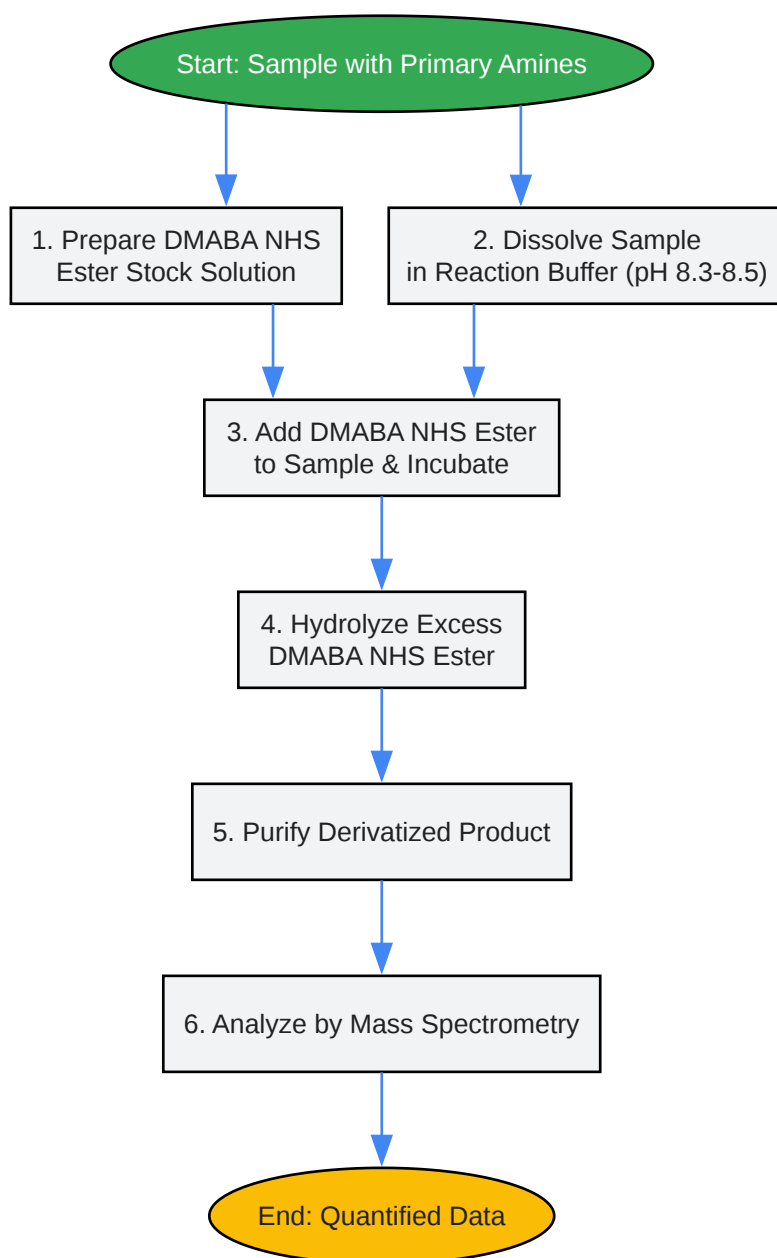 Start: Sample with Primary Amines
1. Prepare DMABA NHS
Ester Stock Solution
2. Dissolve Sample
in Reaction Buffer (pH 8.3-8.5)
3. Add DMABA NHS Ester
to Sample & Incubate
4. Hydrolyze Excess
DMABA NHS Ester
5. Purify Derivatized Product
6. Analyze by Mass Spectrometry
End: Quantified Data